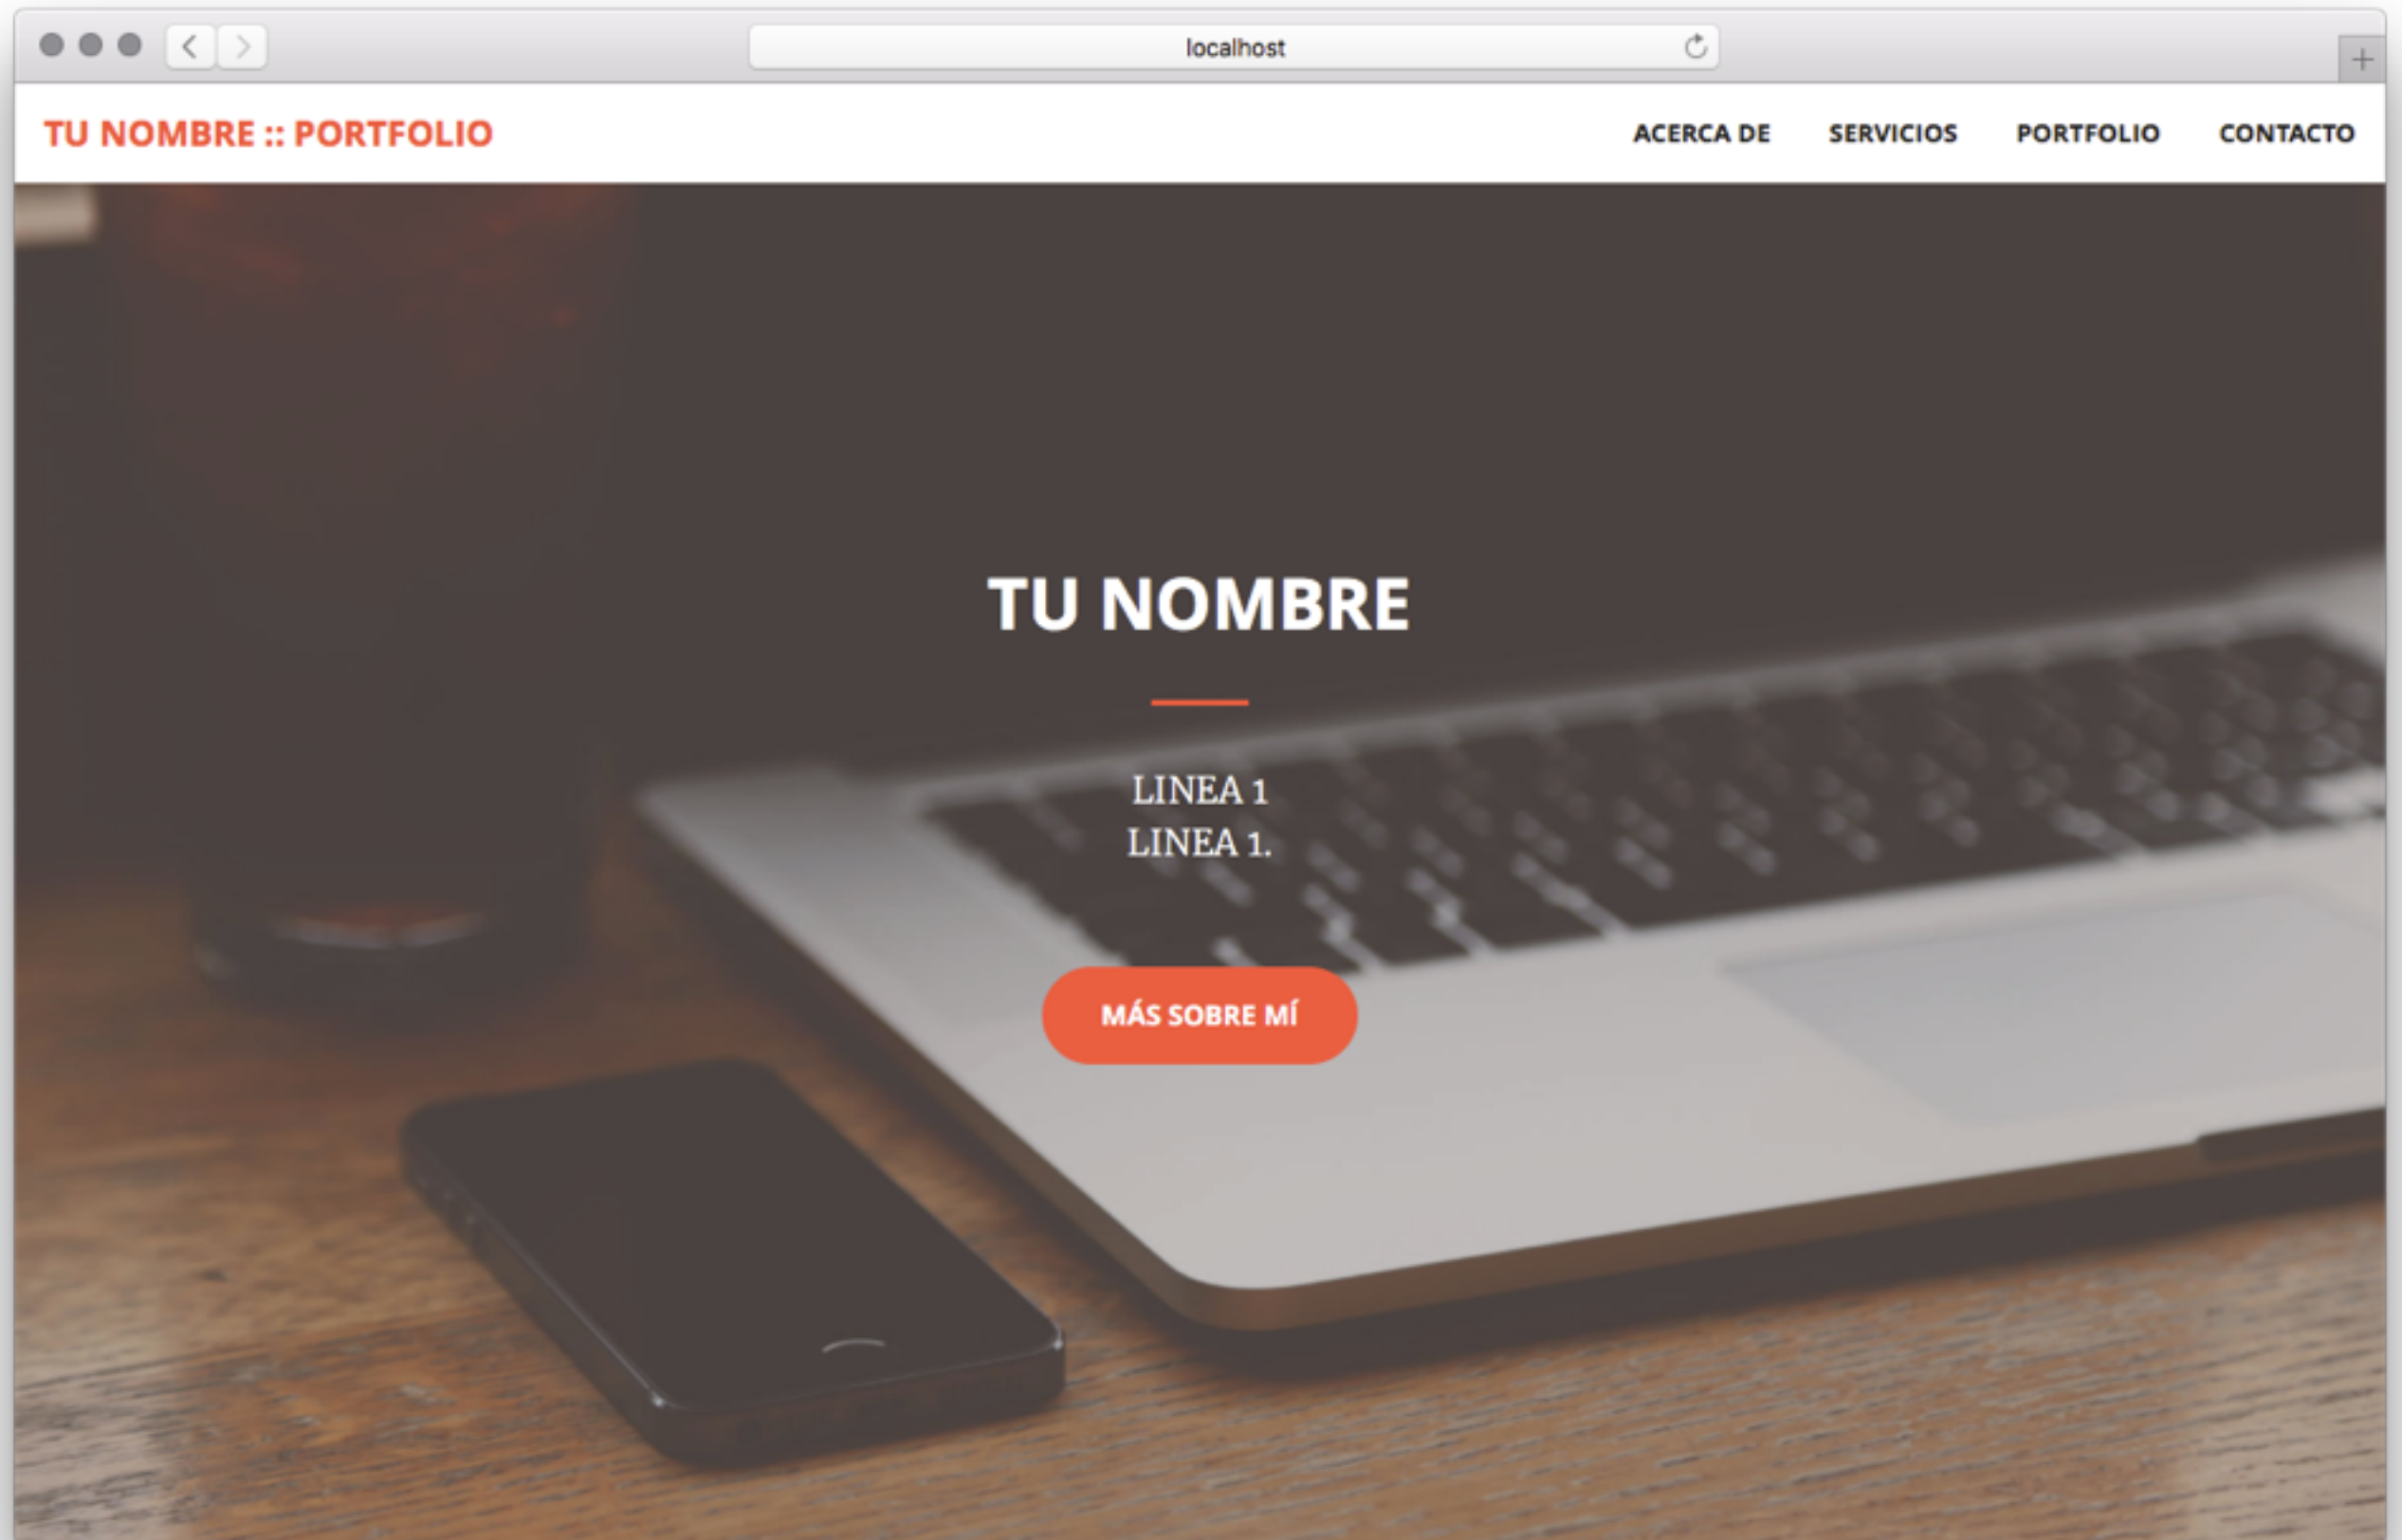 localhost
TU NOMBRE :: PORTFOLIO
ACERCA DE SERVICIOS PORTFOLIO CONTACTO
TU NOMBRE
LINEA 1
LINEA 1.
MÁS SOBRE MÍ